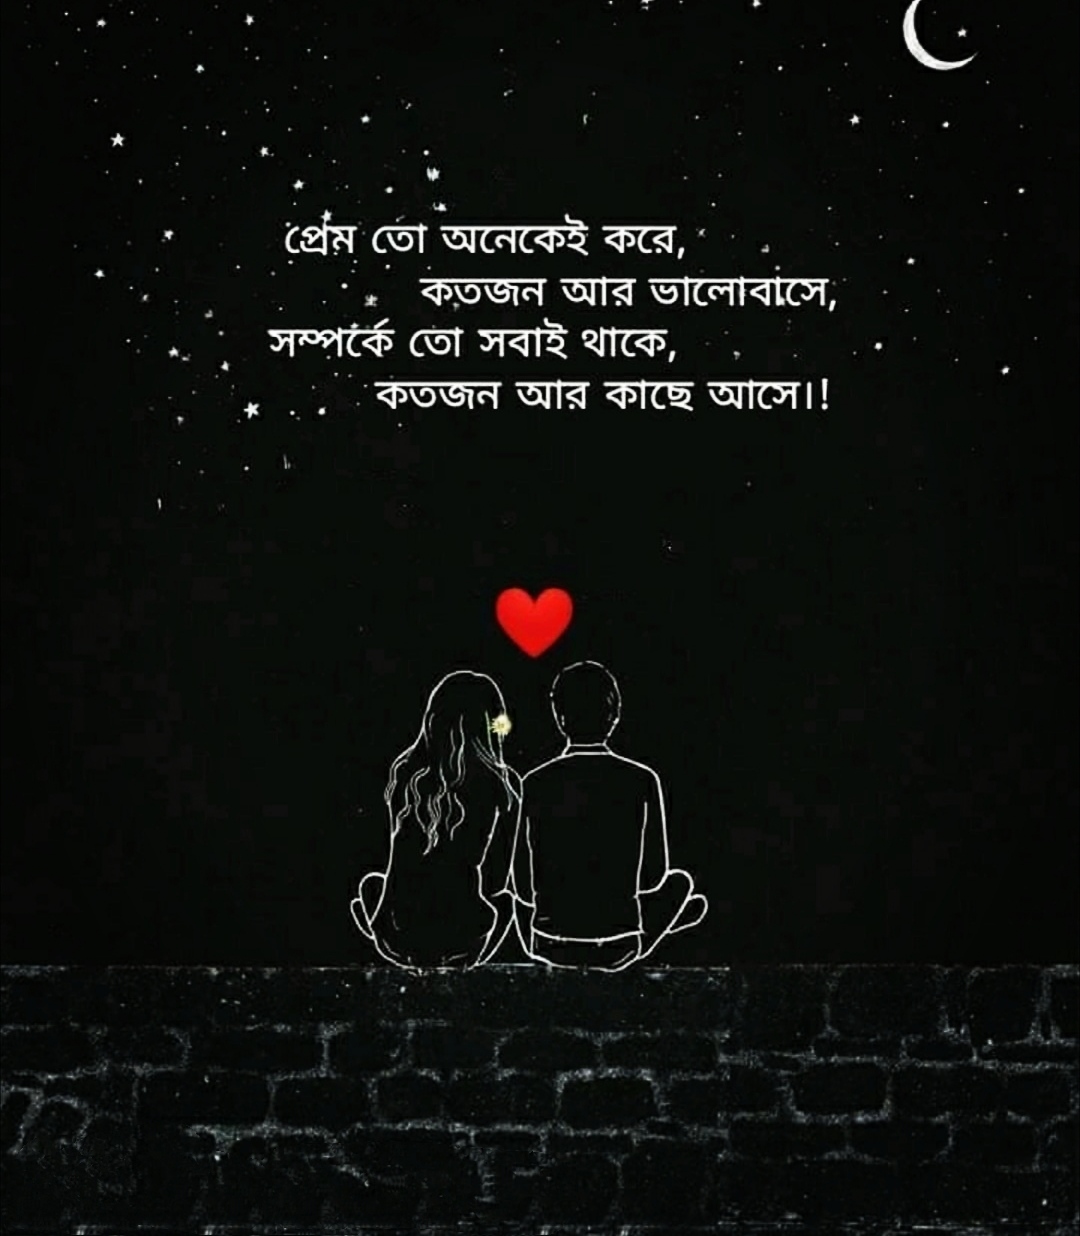 প্রেম তো অনেকেই করে,
কতজন আর ভালোবাসে,
সম্পর্কে তো সবাই থাকে,
কতজন আর কাছে আসে।!